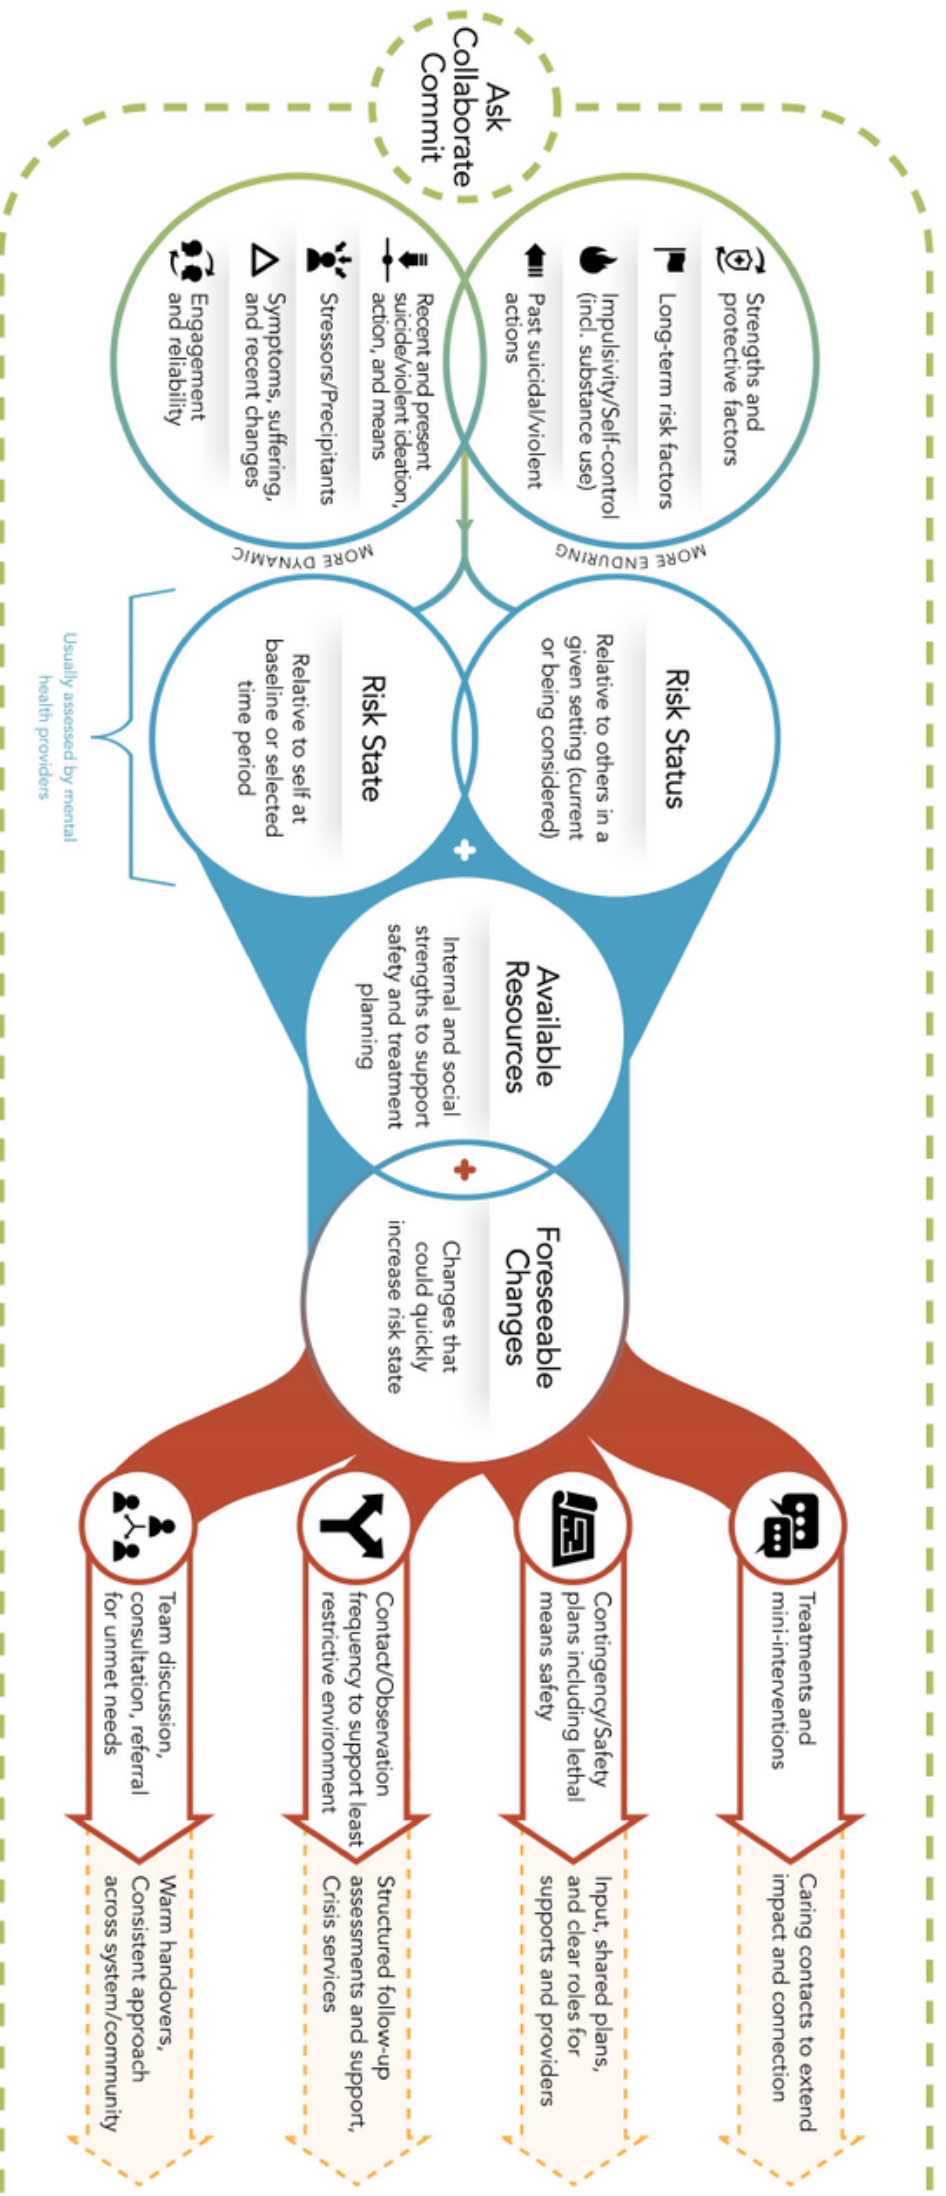 Ask
Collaborate
Commit
Strengths and
protective factors
Long-term risk factors
Impulsivity/Self-control
(incl. substance use)
Past suicidal/violent
actions
MORE ENDURING
Recent and present
suicide/violent ideation,
action, and means
Stressors/Precipitants
Symptoms, suffering,
and recent changes
Engagement
and reliability
MORE DYNAMIC
Risk Status
Relative to others in a
given setting (current
or being considered)
Risk State
Relative to self at
baseline or selected
time period
Usually assessed by mental
health providers
Available
Resources
Internal and social
strengths to support
safety and treatment
planning
Foreseeable
Changes
Changes that
could quickly
increase risk state
Treatments and
mini-interventions
Caring contacts to extend
impact and connection
Contingency/Safety
plans including lethal
means safety
Input, shared plans,
and clear roles for
supports and providers
Contact/Observation
frequency to support least
restrictive environment
Structured follow-up
assessments and support,
Crisis services
Team discussion,
consultation, referral
for unmet needs
Warm handovers,
Consistent approach
across system/community